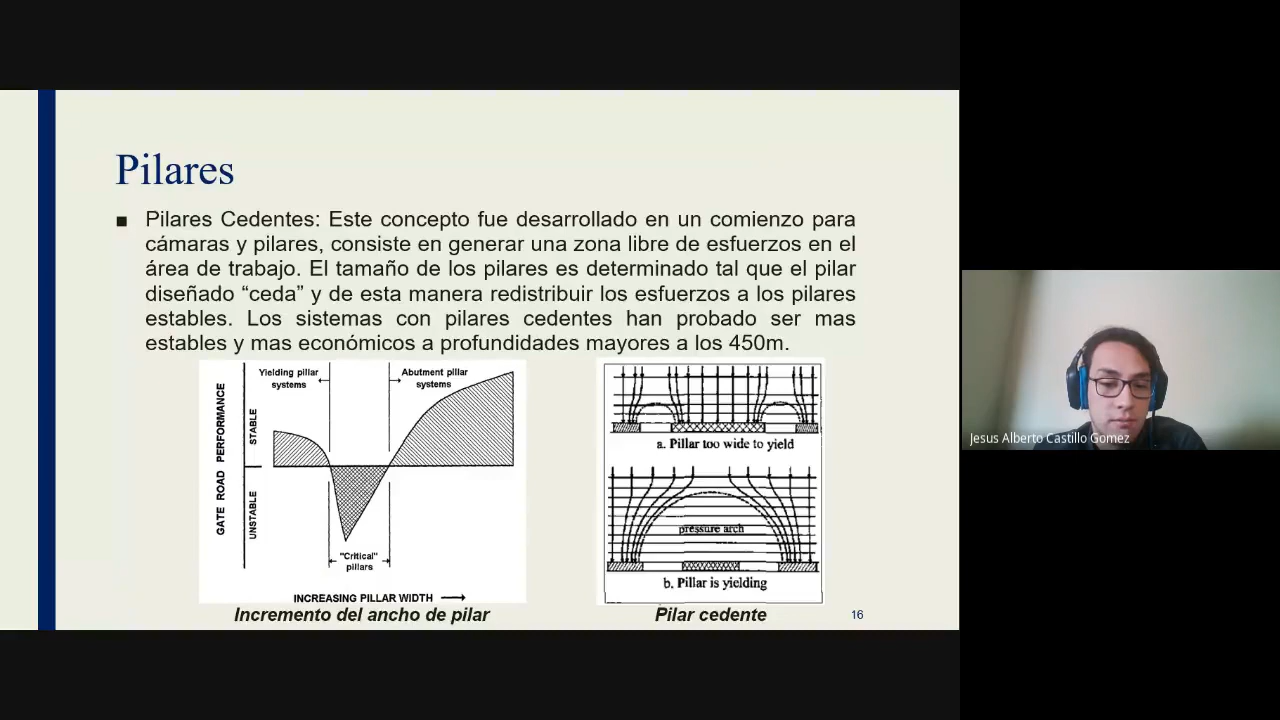 Pilares
■ Pilares Cedentes: Este concepto fue desarrollado en un comienzo para
cámaras y pilares, consiste en generar una zona libre de esfuerzos en el
área de trabajo. El tamaño de los pilares es determinado tal que el pilar
diseñado “ceda” y de esta manera redistribuir los esfuerzos a los pilares
estables. Los sistemas con pilares cedentes han probado ser mas
estables y mas económicos a profundidades mayores a los 450m.
Yielding pillar
systems
Abutment pillar
systems
GATE ROAD PERFORMANCE
STABLE
UNSTABLE
"Critical"
pillars
INCREASING PILLAR WIDTH
Incremento del ancho de pilar
a. Pillar too wide to yield
pressure arch
b. Pillar is yielding
Pilar cedente
16
Jesus Alberto Castillo Gomez